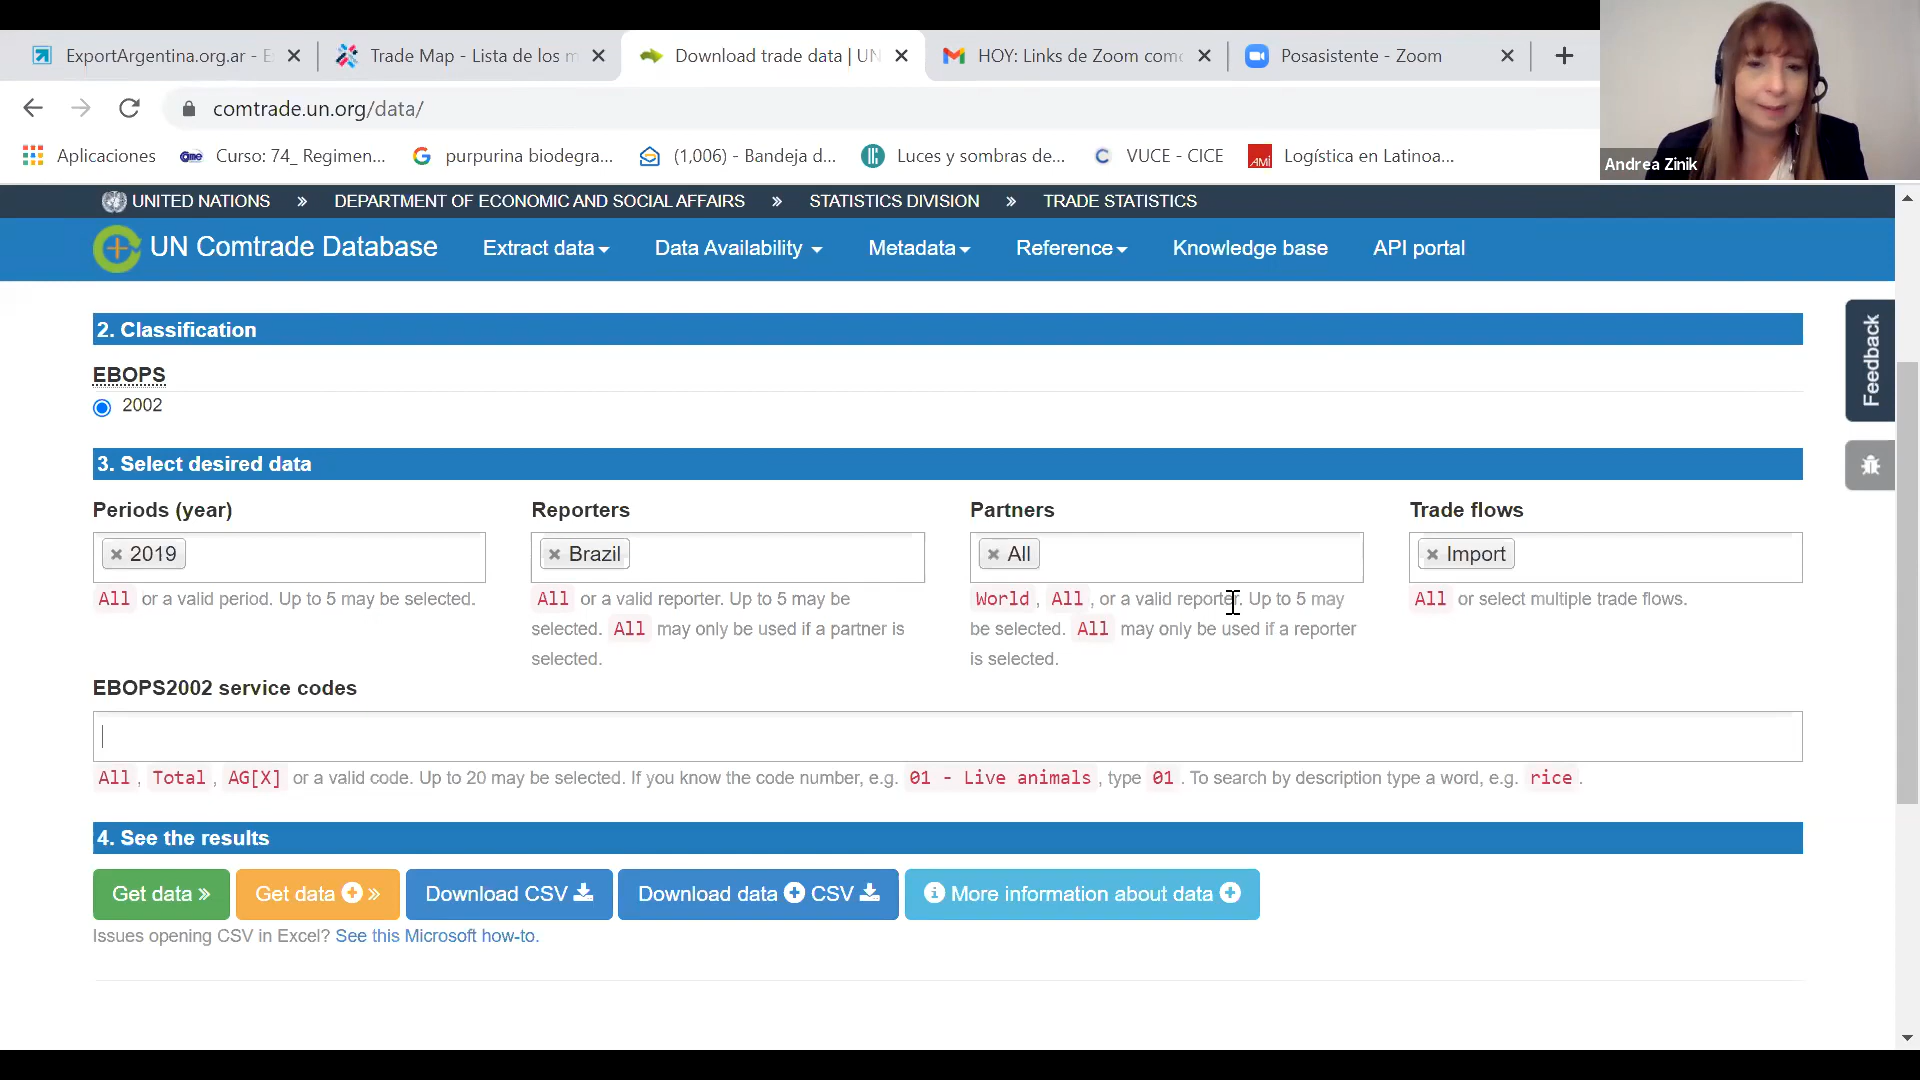 ExportArgentina.org.ar - E
Trade Map - Lista de los m
Download trade data | UN
HOY: Links de Zoom como
Posasistente - Zoom
comtrade.un.org/data/
Aplicaciones
came
Curso: 74_ Regimen...
purpurina biodegra...
(1,006) - Bandeja d...
Luces y sombras de...
VUCE - CICE
AMI
Logística en Latinoa...
Andrea Zinik
UNITED NATIONS » DEPARTMENT OF ECONOMIC AND SOCIAL AFFAIRS » STATISTICS DIVISION » TRADE STATISTICS
UN Comtrade Database
Extract data
Data Availability
Metadata
Reference
Knowledge base
API portal
Feedback
2. Classification
EBOPS
2002
3. Select desired data
Periods (year)
× 2019
All or a valid period. Up to 5 may be selected.
Reporters
× Brazil
All or a valid reporter. Up to 5 may be
selected. All may only be used if a partner is
selected.
Partners
× All
World , All , or a valid reporter. Up to 5 may
be selected. All may only be used if a reporter
is selected.
Trade flows
× Import
All or select multiple trade flows.
EBOPS2002 service codes
All , Total , AG[X] or a valid code. Up to 20 may be selected. If you know the code number, e.g. 01 - Live animals , type 01 . To search by description type a word, e.g. rice .
4. See the results
Get data »
Get data »
Download CSV
Download data CSV
More information about data
Issues opening CSV in Excel? See this Microsoft how-to.